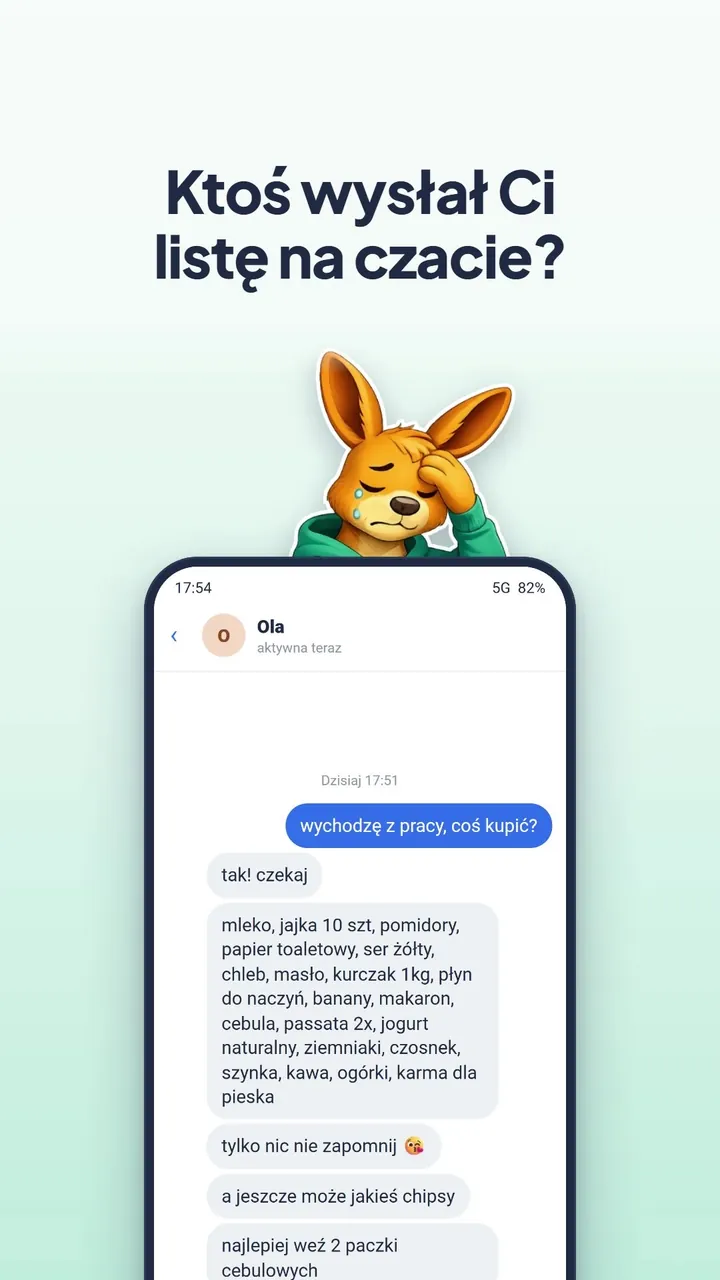 Ktoś wysłał Ci
listę na czacie?
17:54
5G 82%
‹
O
Ola
aktywna teraz
Dzisiaj 17:51
wychodzę z pracy, coś kupić?
tak! czekaj
mleko, jajka 10 szt, pomidory,
papier toaletowy, ser żółty,
chleb, masło, kurczak 1kg, płyn
do naczyń, banany, makaron,
cebula, passata 2x, jogurt
naturalny, ziemniaki, czosnek,
szynka, kawa, ogórki, karma dla
pieska
tylko nic nie zapomnij 😘
a jeszcze może jakieś chipsy
najlepiej weź 2 paczki
cebulowych